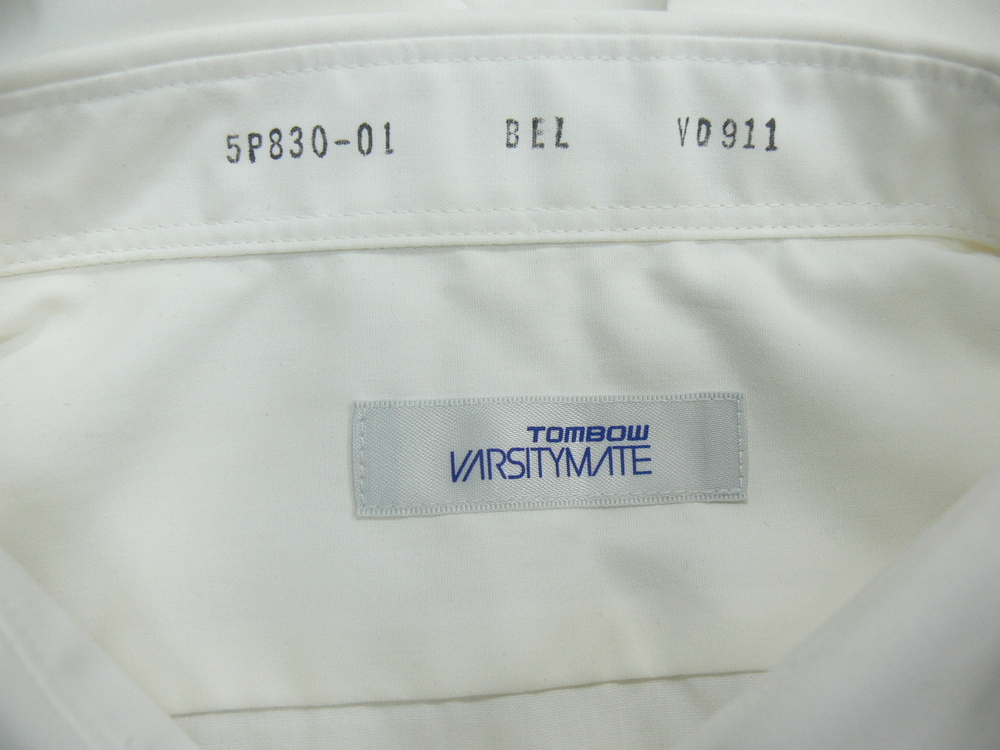 5P830-01 BEL VD911
TOMBOW
VARSITYMATE